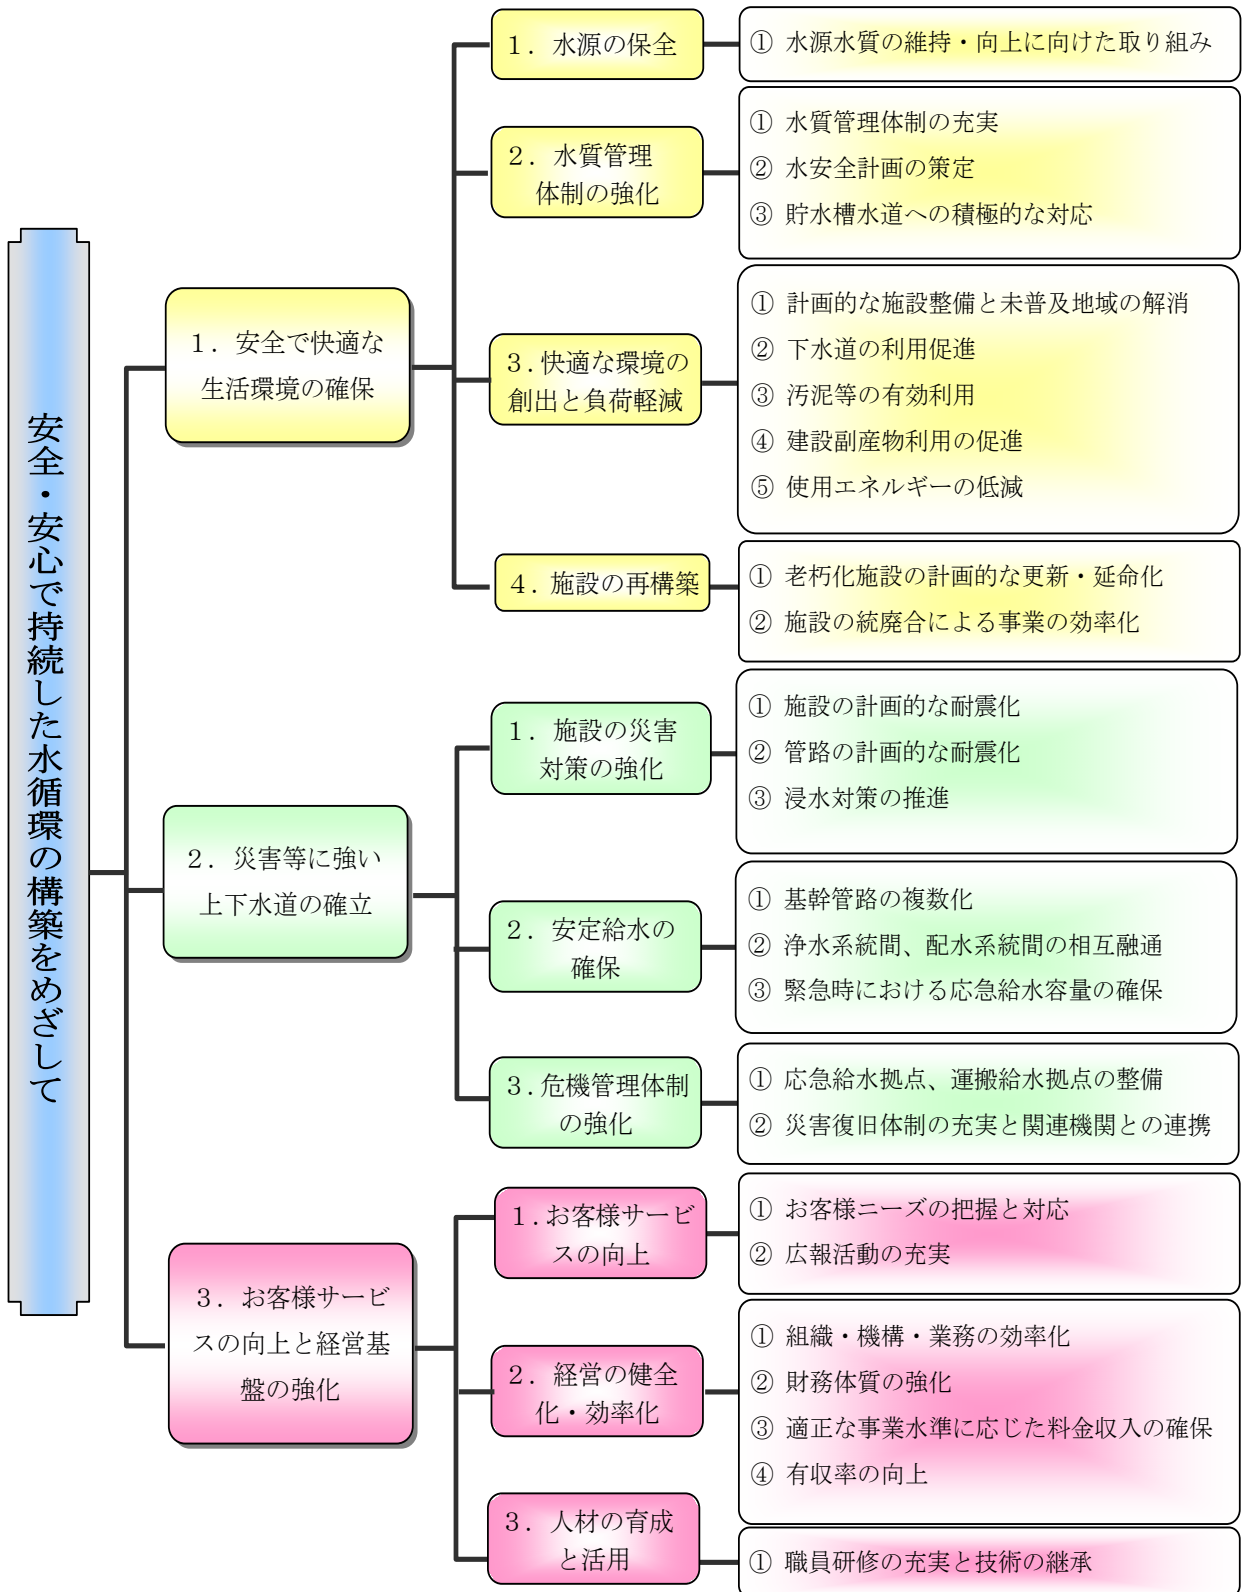 安全・安心で持続した水循環の構築をめざして
１．安全で快適な
生活環境の確保
１．水源の保全
① 水源水質の維持・向上に向けた取り組み
２．水質管理
体制の強化
① 水質管理体制の充実
② 水安全計画の策定
③ 貯水槽水道への積極的な対応
３．快適な環境の
創出と負荷軽減
① 計画的な施設整備と未普及地域の解消
② 下水道の利用促進
③ 汚泥等の有効利用
④ 建設副産物利用の促進
⑤ 使用エネルギーの低減
４．施設の再構築
① 老朽化施設の計画的な更新・延命化
② 施設の統廃合による事業の効率化
２．災害等に強い
上下水道の確立
１．施設の災害
対策の強化
① 施設の計画的な耐震化
② 管路の計画的な耐震化
③ 浸水対策の推進
２．安定給水の
確保
① 基幹管路の複数化
② 浄水系統間、配水系統間の相互融通
③ 緊急時における応急給水容量の確保
３．危機管理体制
の強化
① 応急給水拠点、運搬給水拠点の整備
② 災害復旧体制の充実と関連機関との連携
３．お客様サービ
スの向上と経営基
盤の強化
１．お客様サービ
スの向上
① お客様ニーズの把握と対応
② 広報活動の充実
２．経営の健全
化・効率化
① 組織・機構・業務の効率化
② 財務体質の強化
③ 適正な事業水準に応じた料金収入の確保
④ 有収率の向上
３．人材の育成
と活用
① 職員研修の充実と技術の継承